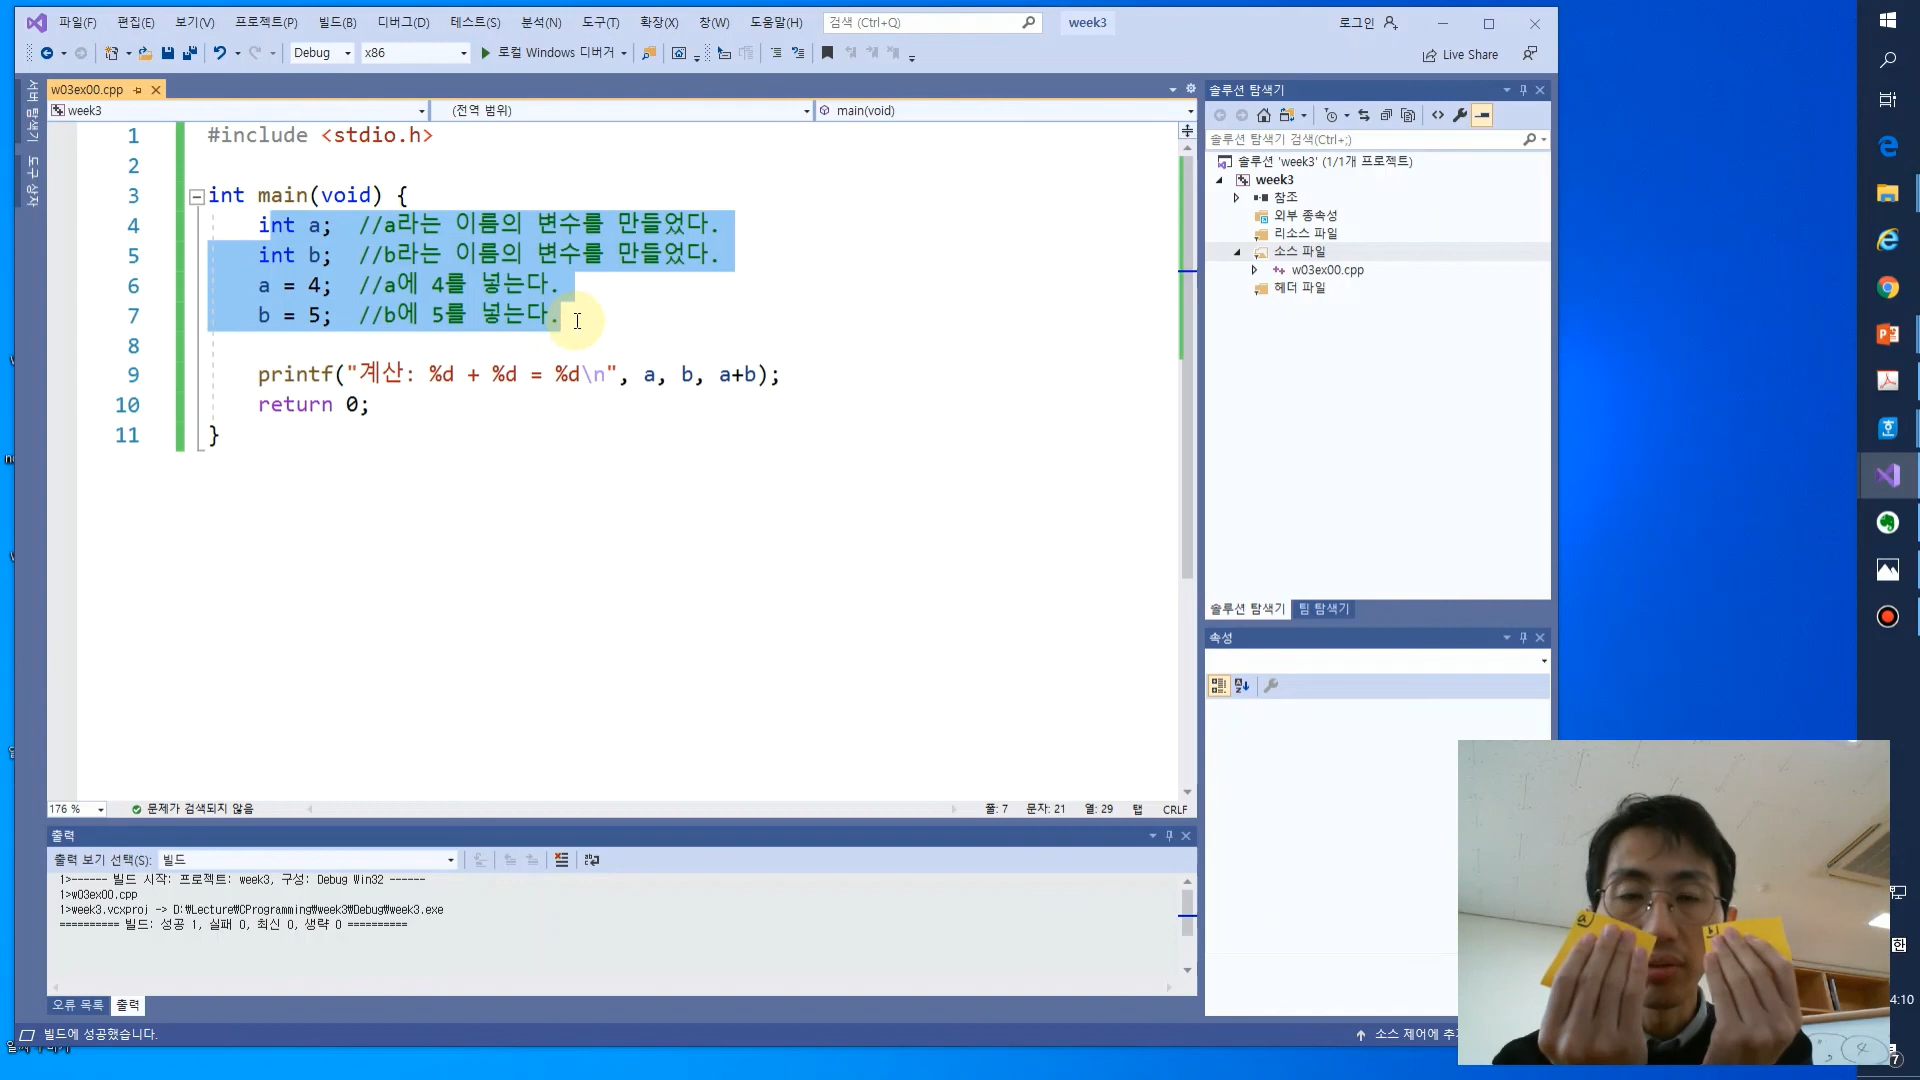 파일(F) 편집(E) 보기(V) 프로젝트(P) 빌드(B) 디버그(D) 테스트(S) 분석(N) 도구(T) 확장(X) 창(W) 도움말(H) 검색 (Ctrl+Q) week3 로그인
Debug x86 로컬 Windows 디버거 Live Share
서버 탐색기
도구 상자
w03ex00.cpp
week3 (전역 범위) main(void)
1 #include <stdio.h>
2
3 int main(void) {
4 int a; //a라는 이름의 변수를 만들었다.
5 int b; //b라는 이름의 변수를 만들었다.
6 a = 4; //a에 4를 넣는다.
7 b = 5; //b에 5를 넣는다.
8
9 printf("계산: %d + %d = %d\n", a, b, a+b);
10 return 0;
11 }
176 % 문제가 검색되지 않음 줄: 7 문자: 21 열: 29 탭 CRLF
출력
출력 보기 선택(S): 빌드
1>------ 빌드 시작: 프로젝트: week3, 구성: Debug Win32 ------
1>w03ex00.cpp
1>week3.vcxproj -> D:\Lecture\CProgramming\week3\Debug\week3.exe
========== 빌드: 성공 1, 실패 0, 최신 0, 생략 0 ==========
오류 목록 출력
빌드에 성공했습니다.
소스 제어에 추
솔루션 탐색기
솔루션 탐색기 검색(Ctrl+;)
솔루션 'week3' (1/1개 프로젝트)
week3
참조
외부 종속성
리소스 파일
소스 파일
w03ex00.cpp
헤더 파일
솔루션 탐색기 팀 탐색기
속성
a
b
한
4:10
4
7